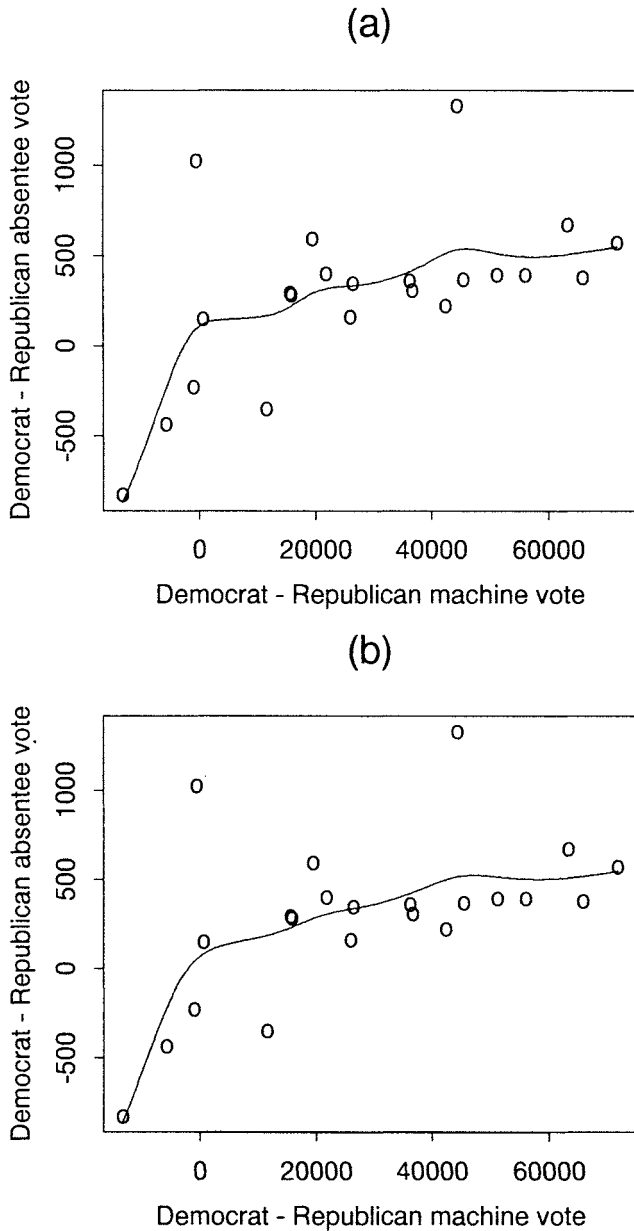 (a)
Democrat - Republican absentee vote
1000
500
0
-500
0 20000 40000 60000
Democrat - Republican machine vote
(b)
Democrat - Republican absentee vote
1000
500
0
-500
0 20000 40000 60000
Democrat - Republican machine vote